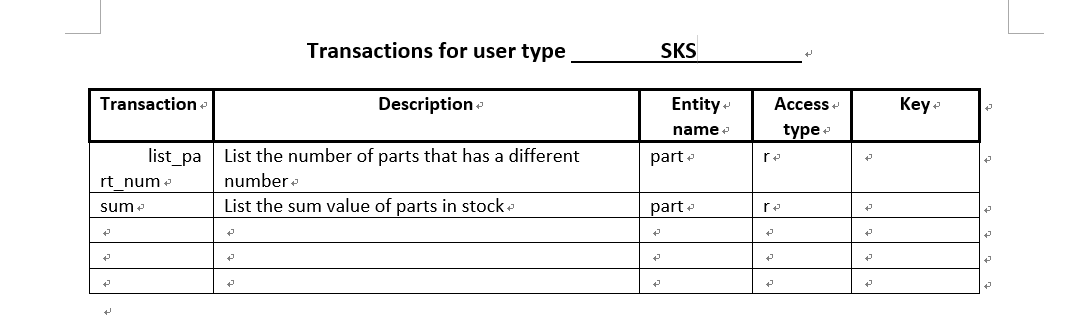 Transactions for user type SKS
Transaction Description Entity name Access type Key
list_pa List the number of parts that has a different part r
rt_num number
sum List the sum value of parts in stock part r